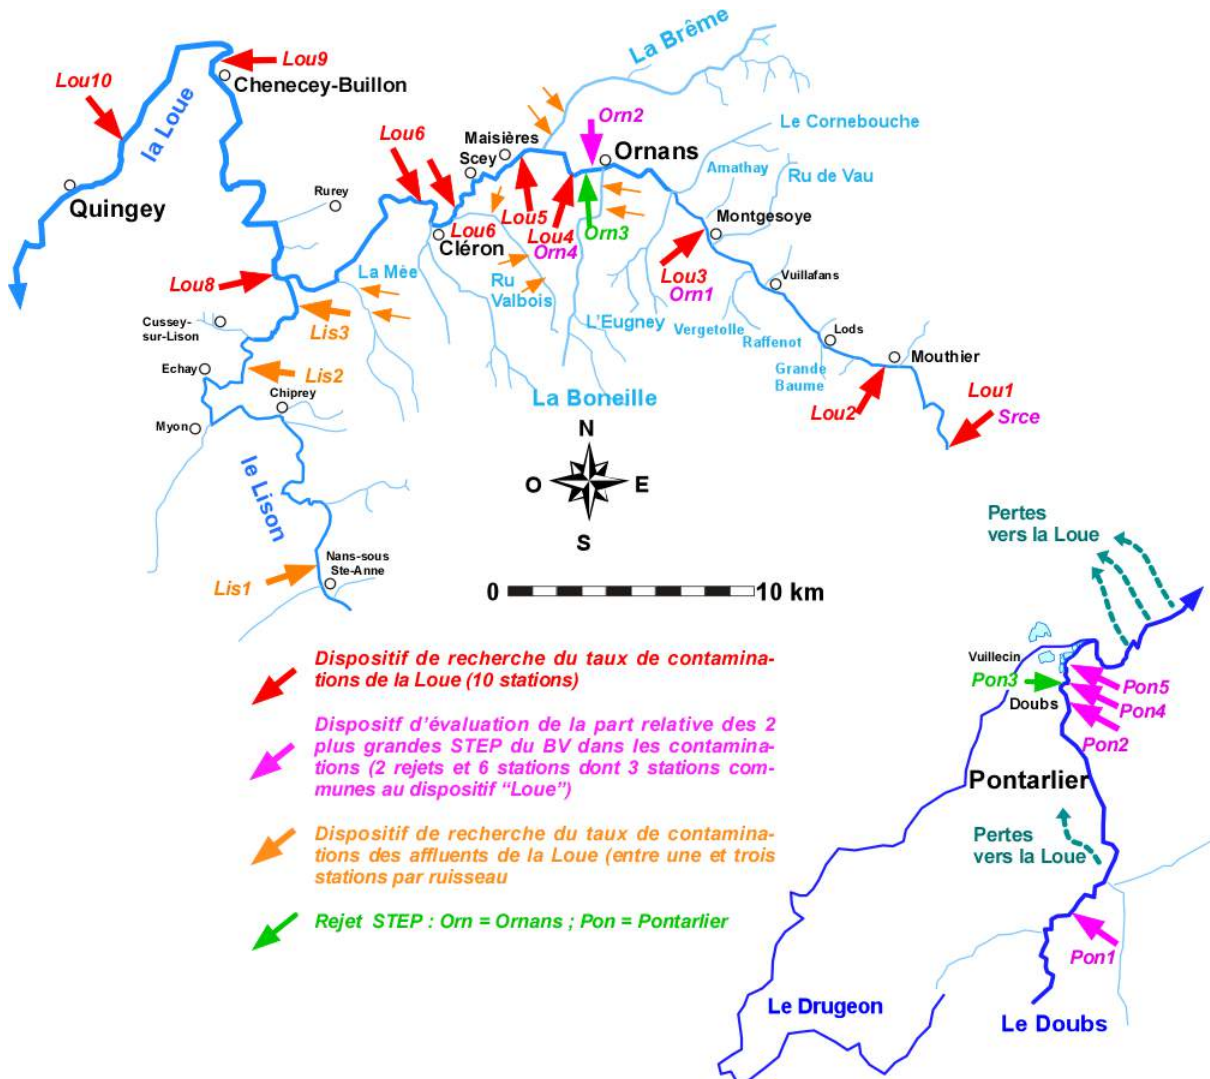 La Brême
Lou9
Chenecey-Buillon
Lou10
la Loue
Orn2
Le Cornebouche
Lou6
Maisières
Scey
Ornans
Amathay
Ru de Vau
Rurey
Quingey
Lou5
Lou6
Lou4
Orn4
Orn3
Montgesoye
Cléron
La Mée
Lou8
Ru
Valbois
Lou3
Orn1
Vuillafans
L'Eugney
Vergetolle
Raffenot
Lods
Cussey-
sur-Lison
Lis3
Echay
Lis2
Grande
Baume
Mouthier
Chiprey
La Boneille
Lou2
Lou1
Srce
Myon
N
O
E
S
le Lison
Nans-sous
Ste-Anne
Lis1
0
10 km
Pertes
vers la Loue
Dispositif de recherche du taux de contamina-
tions de la Loue (10 stations)
Dispositf d'évaluation de la part relative des 2
plus grandes STEP du BV dans les contamina-
tions (2 rejets et 6 stations dont 3 stations com-
munes au dispositif “Loue”)
Dispositif de recherche du taux de contamina-
tions des affluents de la Loue (entre une et trois
stations par ruisseau
Rejet STEP : Orn = Ornans ; Pon = Pontarlier
Vuillecin
Pon3
Doubs
Pon5
Pon4
Pon2
Pontarlier
Pertes
vers la Loue
Pon1
Le Drugeon
Le Doubs